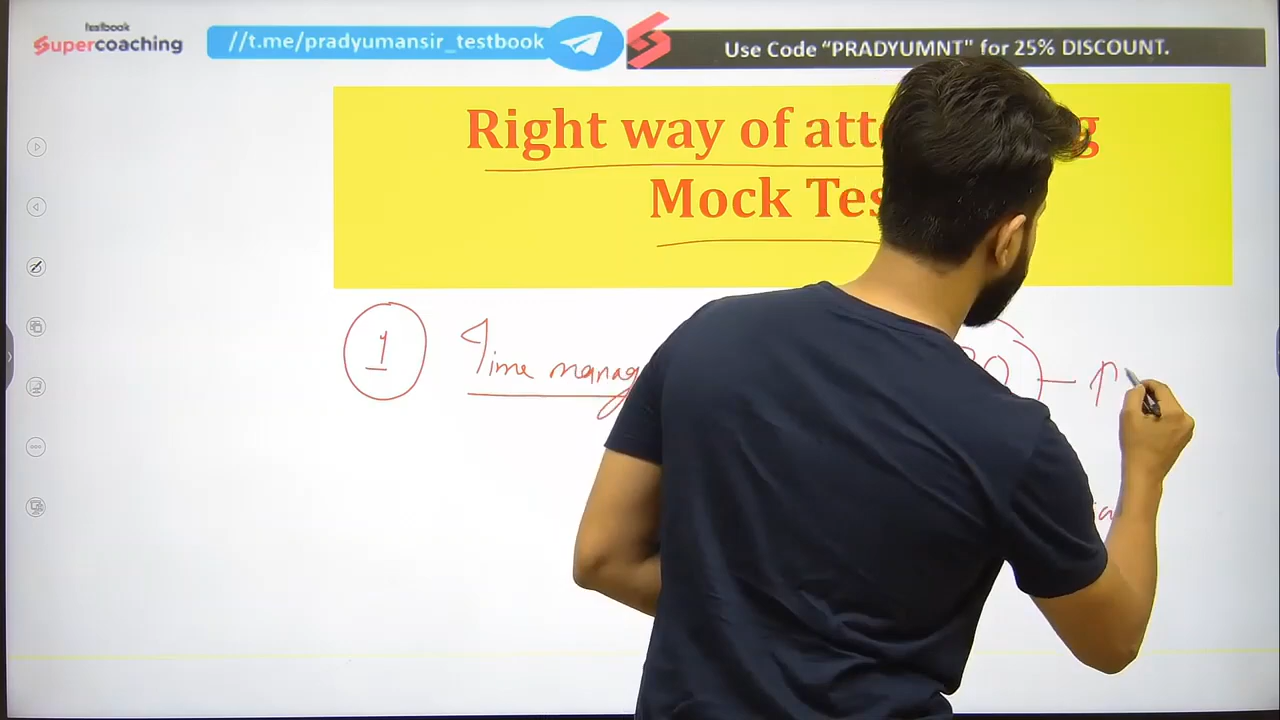 testbook
Supercoaching
//t.me/pradyumansir_testbook
Use Code “PRADYUMNT" for 25% DISCOUNT.
Right way of att g
Mock Tes
1 Time manag